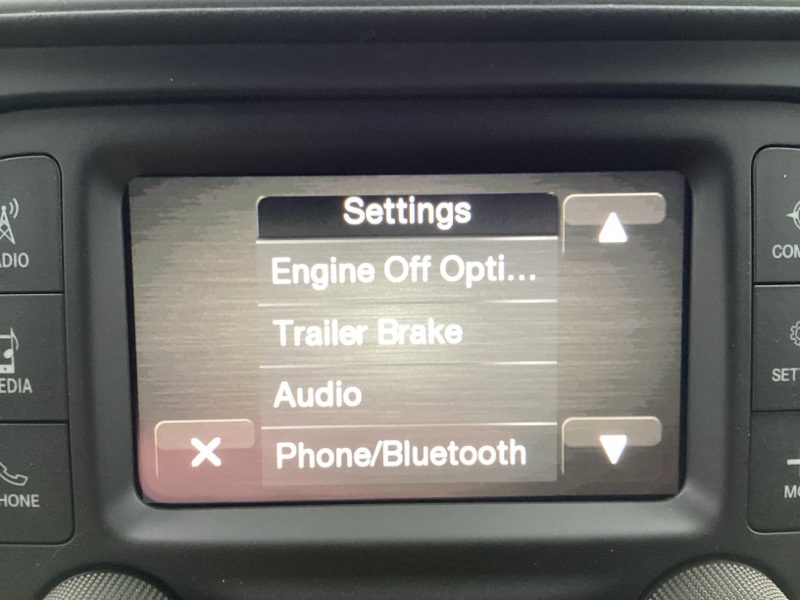 Settings
Engine Off Opti...
Trailer Brake
Audio
Phone/Bluetooth